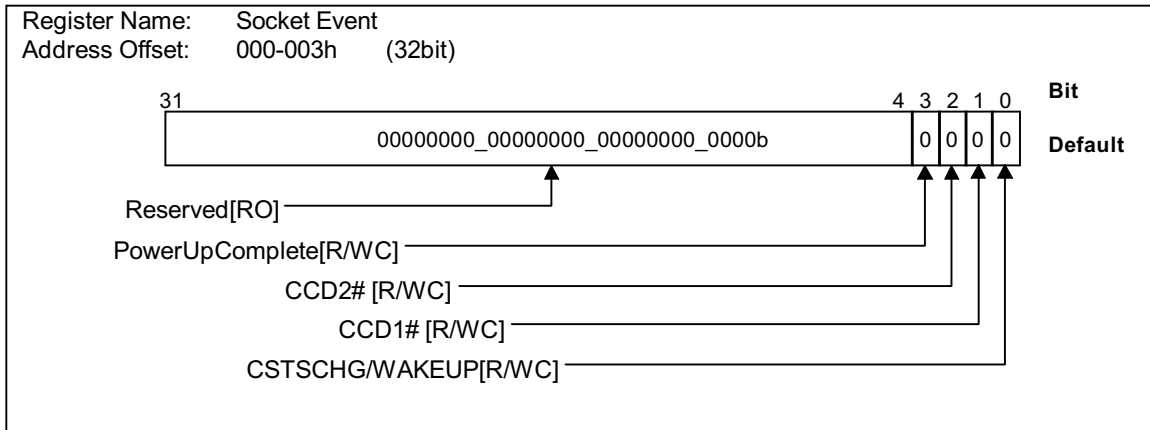 Register Name: Socket Event
Address Offset: 000-003h (32bit)
31 4 3 2 1 0 Bit
00000000_00000000_00000000_0000b 0 0 0 0 Default
Reserved[RO]
PowerUpComplete[R/WC]
CCD2# [R/WC]
CCD1# [R/WC]
CSTSCHG/WAKEUP[R/WC]